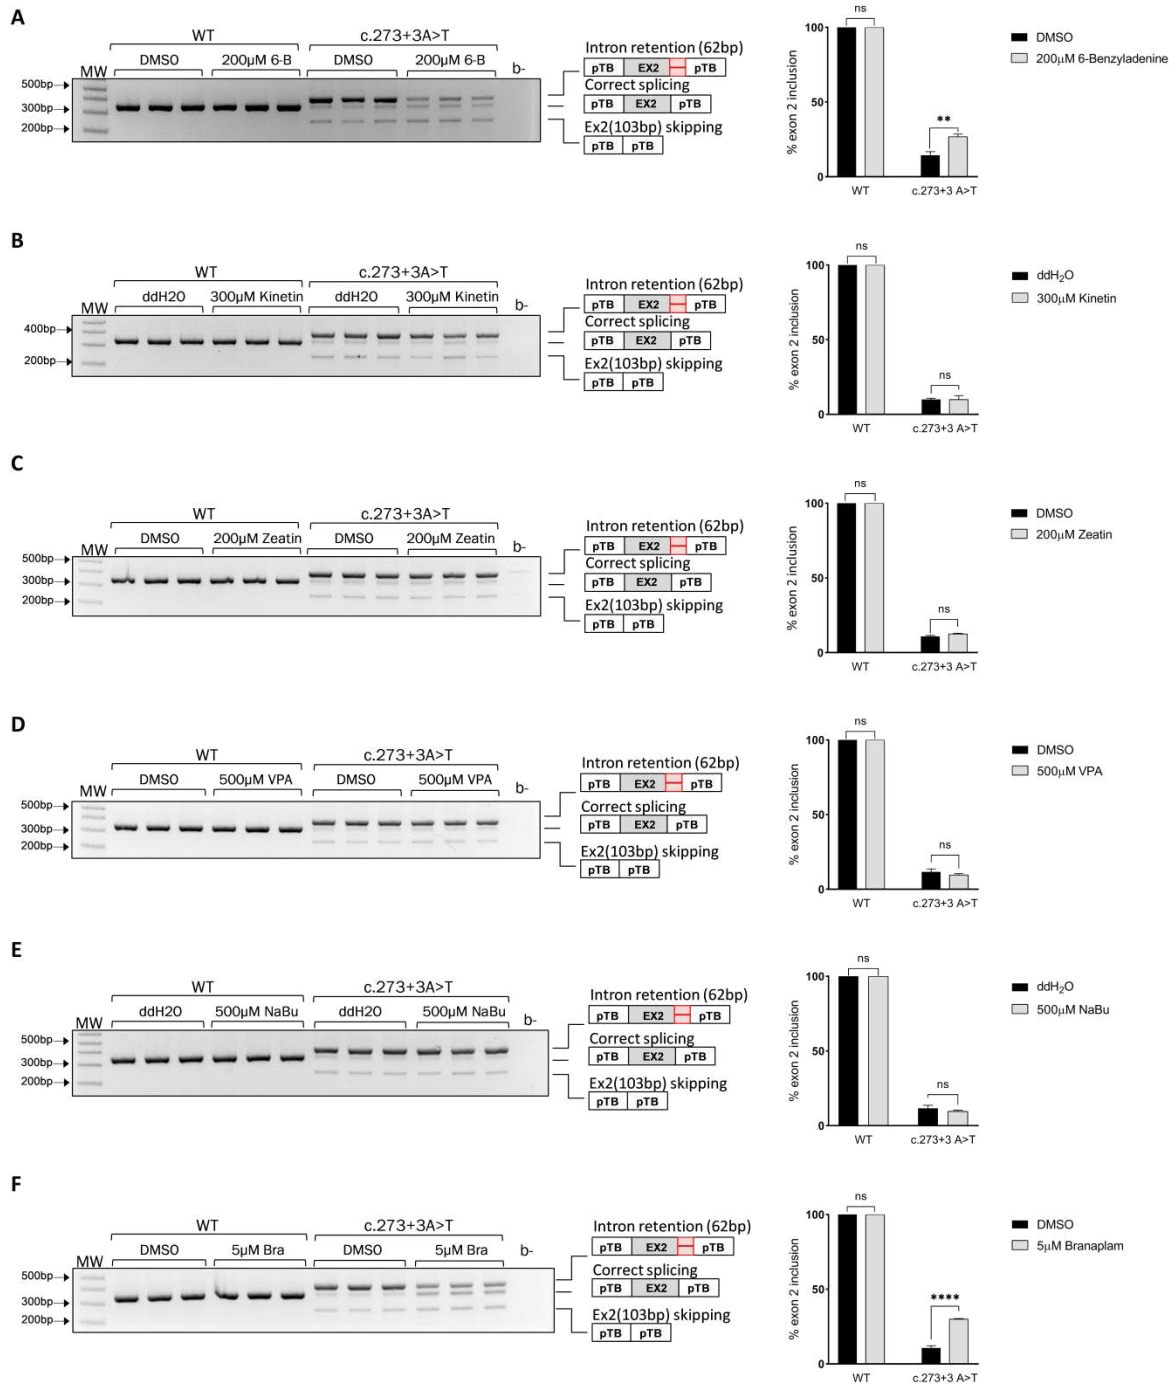 A
WT
c.273+3A>T
MW
DMSO
200µM 6-B
DMSO
200µM 6-B
b-
500bp
300bp
200bp
Intron retention (62bp)
pTB EX2 pTB
Correct splicing
pTB EX2 pTB
Ex2(103bp) skipping
pTB pTB
% exon 2 inclusion
100
50
0
ns
**
WT
c.273+3 A>T
DMSO
200µM 6-Benzyladenine
B
WT
c.273+3A>T
MW
ddH2O
300µM Kinetin
ddH2O
300µM Kinetin
b-
400bp
200bp
Intron retention (62bp)
pTB EX2 pTB
Correct splicing
pTB EX2 pTB
Ex2(103bp) skipping
pTB pTB
% exon 2 inclusion
100
50
0
ns
ns
WT
c.273+3 A>T
ddH₂O
300µM Kinetin
C
WT
c.273+3A>T
MW
DMSO
200µM Zeatin
DMSO
200µM Zeatin
b-
500bp
300bp
200bp
Intron retention (62bp)
pTB EX2 pTB
Correct splicing
pTB EX2 pTB
Ex2(103bp) skipping
pTB pTB
% exon 2 inclusion
100
50
0
ns
ns
WT
c.273+3 A>T
DMSO
200µM Zeatin
D
WT
c.273+3A>T
MW
DMSO
500µM VPA
DMSO
500µM VPA
b-
500bp
300bp
200bp
Intron retention (62bp)
pTB EX2 pTB
Correct splicing
pTB EX2 pTB
Ex2(103bp) skipping
pTB pTB
% exon 2 inclusion
100
50
0
ns
ns
WT
c.273+3 A>T
DMSO
500µM VPA
E
WT
c.273+3A>T
MW
ddH2O
500µM NaBu
ddH2O
500µM NaBu
b-
500bp
300bp
200bp
Intron retention (62bp)
pTB EX2 pTB
Correct splicing
pTB EX2 pTB
Ex2(103bp) skipping
pTB pTB
% exon 2 inclusion
100
50
0
ns
ns
WT
c.273+3 A>T
ddH₂O
500µM NaBu
F
WT
c.273+3A>T
MW
DMSO
5µM Bra
DMSO
5µM Bra
b-
500bp
300bp
200bp
Intron retention (62bp)
pTB EX2 pTB
Correct splicing
pTB EX2 pTB
Ex2(103bp) skipping
pTB pTB
% exon 2 inclusion
100
50
0
ns
****
WT
c.273+3 A>T
DMSO
5µM Branaplam